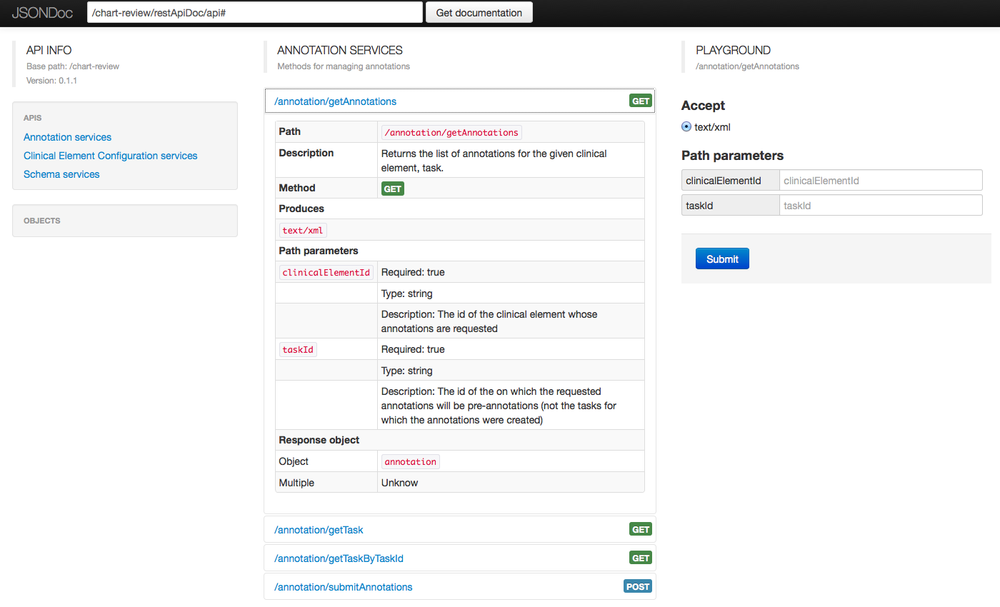 JSONDoc
/chart-review/restApiDoc/api#
Get documentation
API INFO
Base path: /chart-review
Version: 0.1.1
APIS
Annotation services
Clinical Element Configuration services
Schema services
OBJECTS
ANNOTATION SERVICES
Methods for managing annotations
/annotation/getAnnotations GET
Path /annotation/getAnnotations
Description Returns the list of annotations for the given clinical
element, task.
Method GET
Produces
text/xml
Path parameters
clinicalElementId Required: true
Type: string
Description: The id of the clinical element whose
annotations are requested
taskId Required: true
Type: string
Description: The id of the on which the requested
annotations will be pre-annotations (not the tasks for
which the annotations were created)
Response object
Object annotation
Multiple Unknow
/annotation/getTask GET
/annotation/getTaskByTaskId GET
/annotation/submitAnnotations POST
PLAYGROUND
/annotation/getAnnotations
Accept
text/xml
Path parameters
clinicalElementId clinicalElementId
taskId taskId
Submit